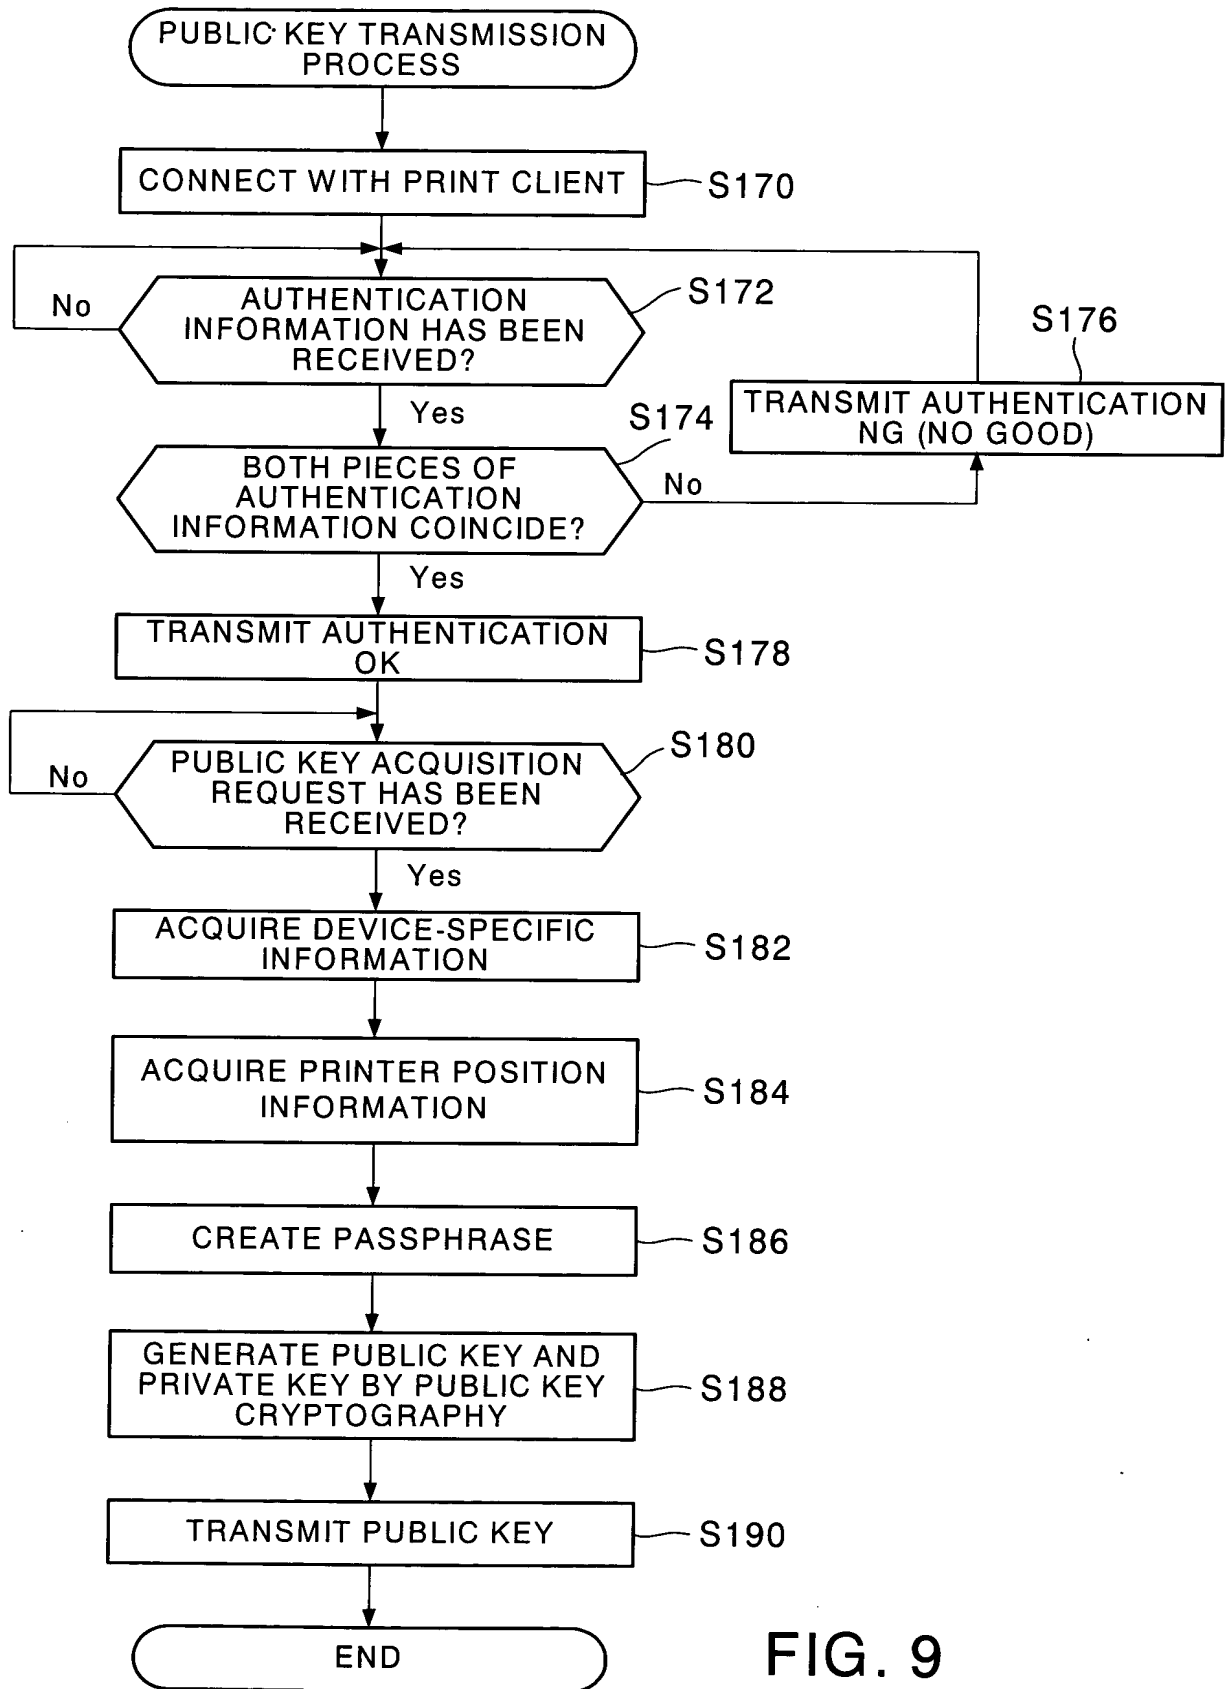 PUBLIC KEY TRANSMISSION
PROCESS
CONNECT WITH PRINT CLIENT
S170
No
AUTHENTICATION
INFORMATION HAS BEEN
RECEIVED?
S172
S176
TRANSMIT AUTHENTICATION
NG (NO GOOD)
Yes
S174
BOTH PIECES OF
AUTHENTICATION
INFORMATION COINCIDE?
No
Yes
TRANSMIT AUTHENTICATION
OK
S178
No
PUBLIC KEY ACQUISITION
REQUEST HAS BEEN
RECEIVED?
S180
Yes
ACQUIRE DEVICE-SPECIFIC
INFORMATION
S182
ACQUIRE PRINTER POSITION
INFORMATION
S184
CREATE PASSPHRASE
S186
GENERATE PUBLIC KEY AND
PRIVATE KEY BY PUBLIC KEY
CRYPTOGRAPHY
S188
TRANSMIT PUBLIC KEY
S190
END
FIG. 9